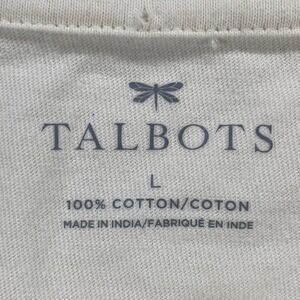 TALBOTS
L
100% COTTON/COTON
MADE IN INDIA/FABRIQUÉ EN INDE